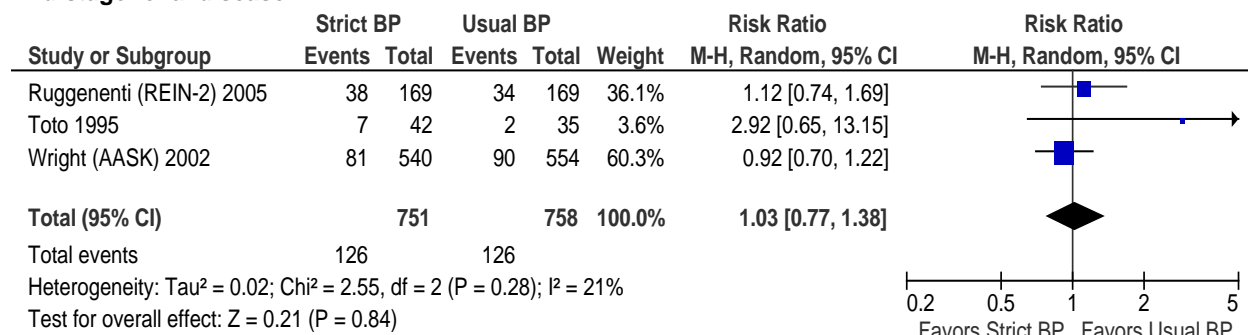 Strict BP Usual BP Risk Ratio Risk Ratio
Study or Subgroup Events Total Events Total Weight M-H, Random, 95% CI M-H, Random, 95% CI
Ruggenenti (REIN-2) 2005 38 169 34 169 36.1% 1.12 [0.74, 1.69]
Toto 1995 7 42 2 35 3.6% 2.92 [0.65, 13.15]
Wright (AASK) 2002 81 540 90 554 60.3% 0.92 [0.70, 1.22]
Total (95% CI) 751 758 100.0% 1.03 [0.77, 1.38]
Total events 126 126
Heterogeneity: Tau² = 0.02; Chi² = 2.55, df = 2 (P = 0.28); I² = 21%
Test for overall effect: Z = 0.21 (P = 0.84)
0.2 0.5 1 2 5
Favors Strict BP Favors Usual BP